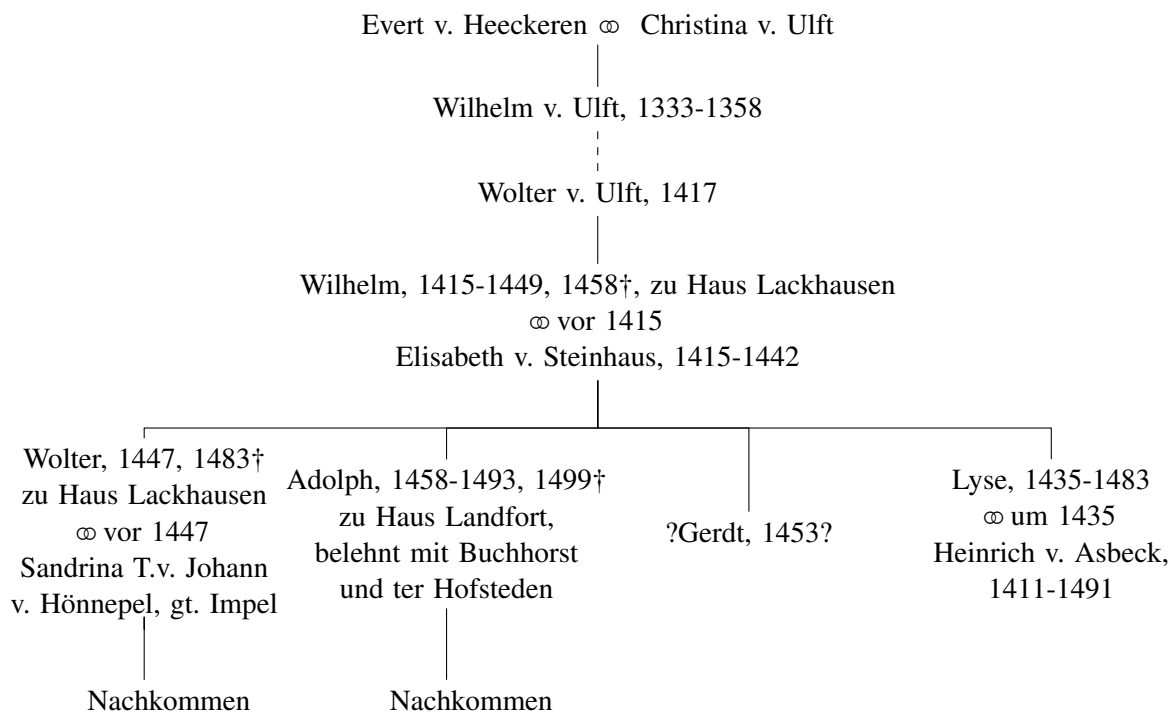 Evert v. Heeckeren ⚭ Christina v. Ulft
Wilhelm v. Ulft, 1333-1358
Wolter v. Ulft, 1417
Wilhelm, 1415-1449, 1458†, zu Haus Lackhausen
⚭ vor 1415
Elisabeth v. Steinhaus, 1415-1442
Wolter, 1447, 1483†
zu Haus Lackhausen
⚭ vor 1447
Sandrina T.v. Johann
v. Hönnepel, gt. Impel
Adolph, 1458-1493, 1499†
zu Haus Landfort,
belehnt mit Buchhorst
und ter Hofsteden
?Gerdt, 1453?
Lyse, 1435-1483
⚭ um 1435
Heinrich v. Asbeck,
1411-1491
Nachkommen
Nachkommen